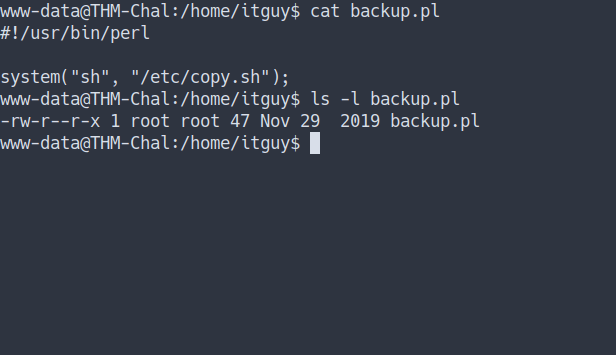 www-data@THM-Chal:/home/itguy$ cat backup.pl
#!/usr/bin/perl
system("sh", "/etc/copy.sh");
www-data@THM-Chal:/home/itguy$ ls -l backup.pl
-rw-r--r-x 1 root root 47 Nov 29  2019 backup.pl
www-data@THM-Chal:/home/itguy$